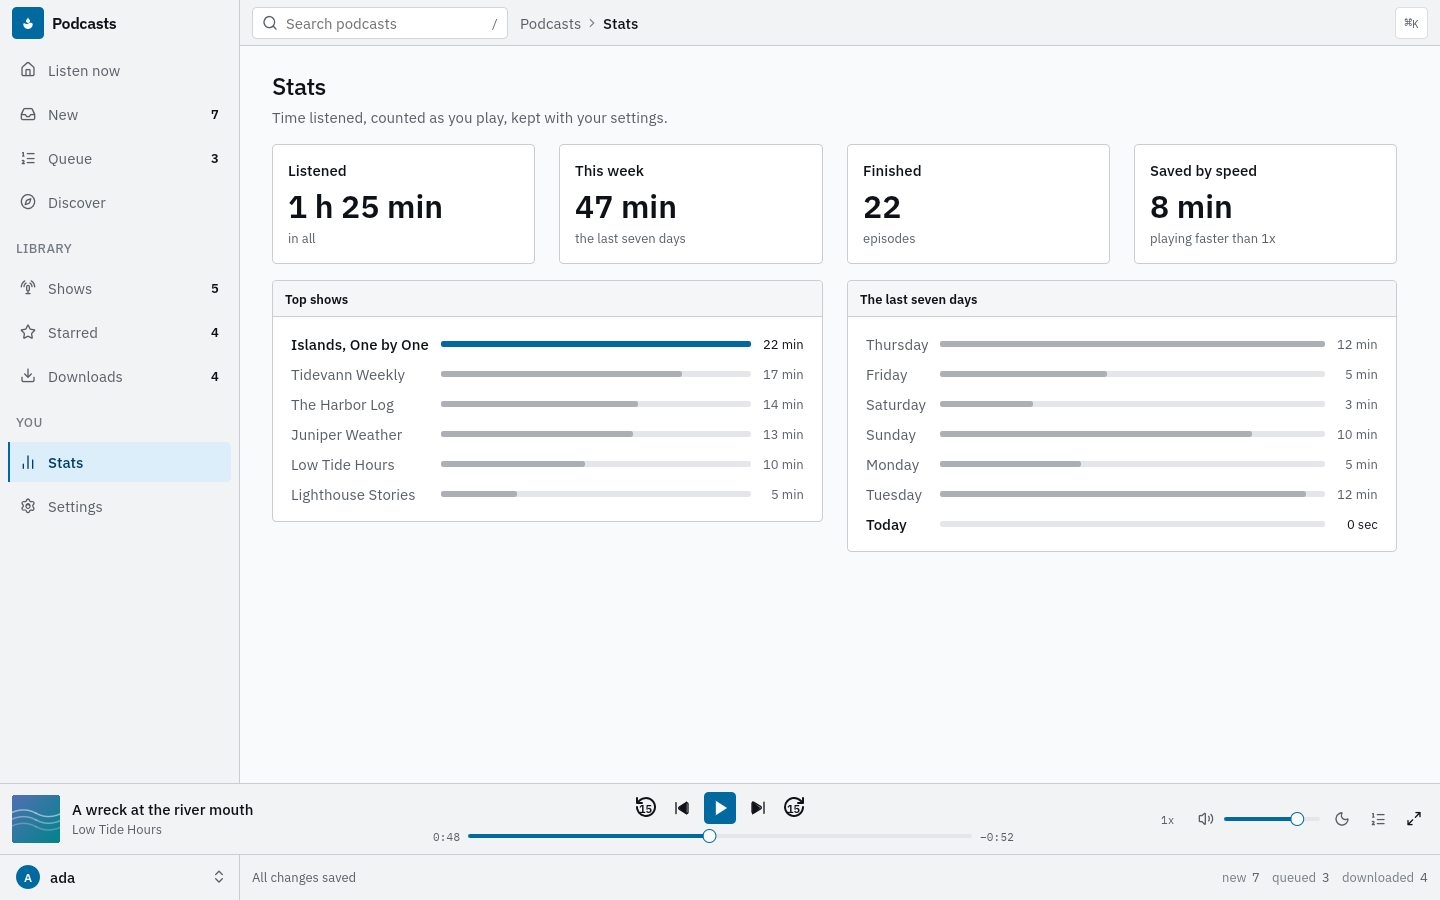 Podcasts
Search podcasts /
Podcasts > Stats
⌘K
Listen now
New 7
Queue 3
Discover
LIBRARY
Shows 5
Starred 4
Downloads 4
YOU
Stats
Settings
Stats
Time listened, counted as you play, kept with your settings.
Listened
1 h 25 min
in all
This week
47 min
the last seven days
Finished
22
episodes
Saved by speed
8 min
playing faster than 1x
Top shows
Islands, One by One 22 min
Tidevann Weekly 17 min
The Harbor Log 14 min
Juniper Weather 13 min
Low Tide Hours 10 min
Lighthouse Stories 5 min
The last seven days
Thursday 12 min
Friday 5 min
Saturday 3 min
Sunday 10 min
Monday 5 min
Tuesday 12 min
Today 0 sec
A wreck at the river mouth
Low Tide Hours
15
15
0:48
−0:52
1x
A ada
All changes saved
new 7 queued 3 downloaded 4